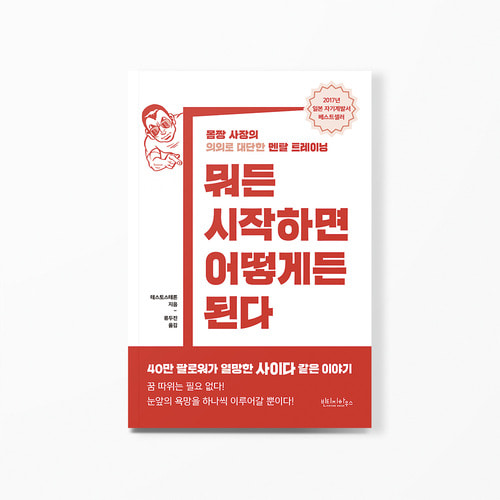 2017년
일본 자기계발서
베스트셀러
몸짱 사장의
의외로 대단한 멘탈 트레이닝
뭐든
시작하면
어떻게든
된다
테스토스테론
지음
–
류두진
옮김
40만 팔로워가 열망한 사이다 같은 이야기
꿈 따위는 필요 없다!
눈앞의 욕망을 하나씩 이루어갈 뿐이다!